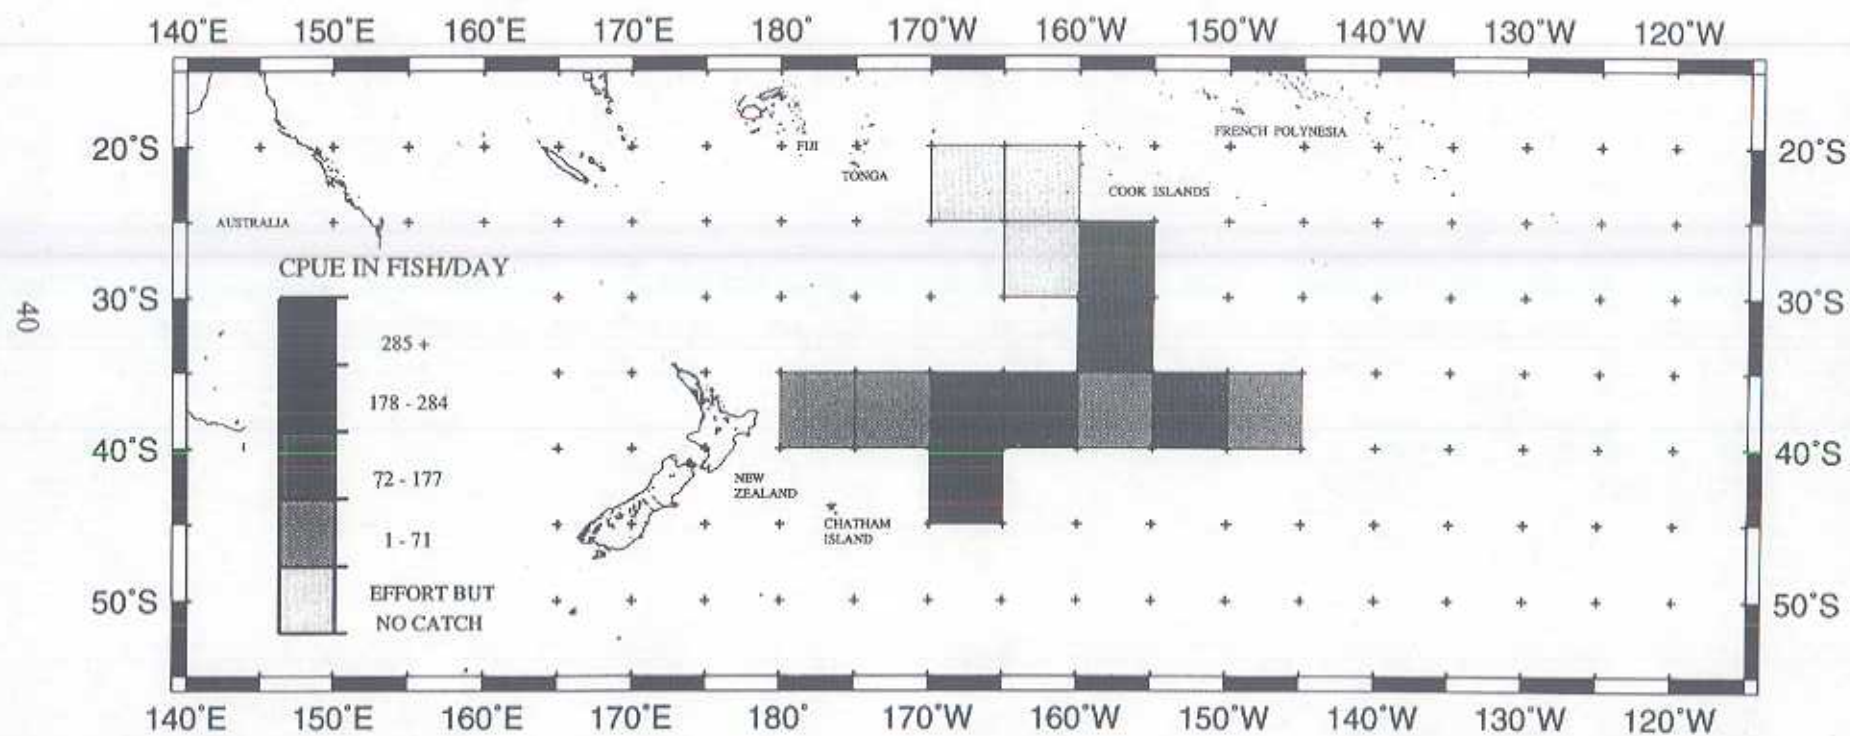 140°E 150°E 160°E 170°E 180° 170°W 160°W 150°W 140°W 130°W 120°W
FRENCH POLYNESIA
20°S FIJI 20°S
TONGA
COOK ISLANDS
AUSTRALIA
CPUE IN FISH/DAY
30°S 30°S
40
285 +
178 - 284
40°S 40°S
72 - 177
NEW
ZEALAND
CHATHAM
ISLAND
1 - 71
EFFORT BUT
NO CATCH
50°S 50°S
140°E 150°E 160°E 170°E 180° 170°W 160°W 150°W 140°W 130°W 120°W